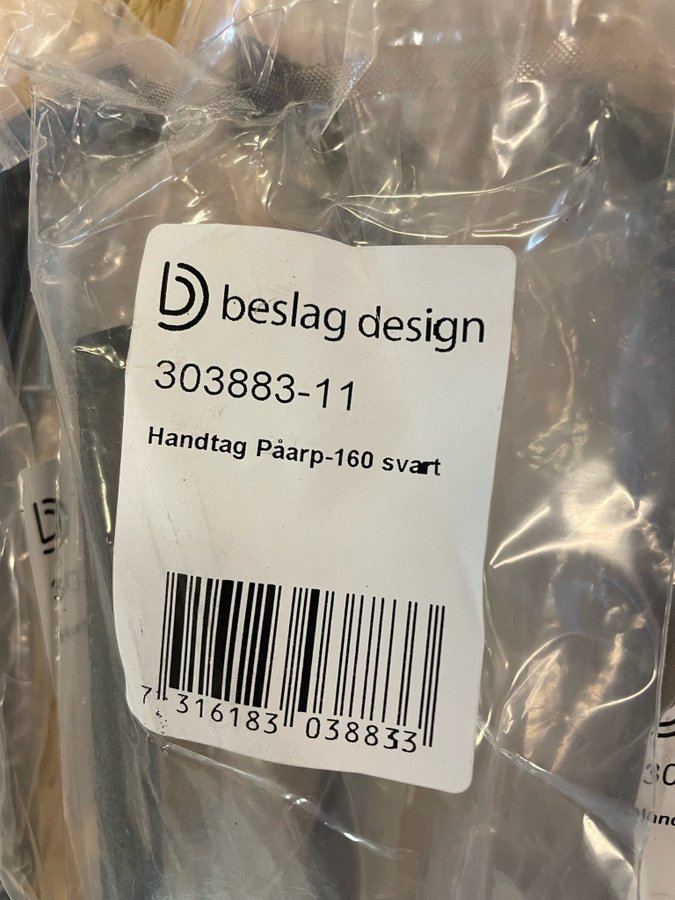 beslag design
303883-11
Handtag Påarp-160 svart
7 316183 038833